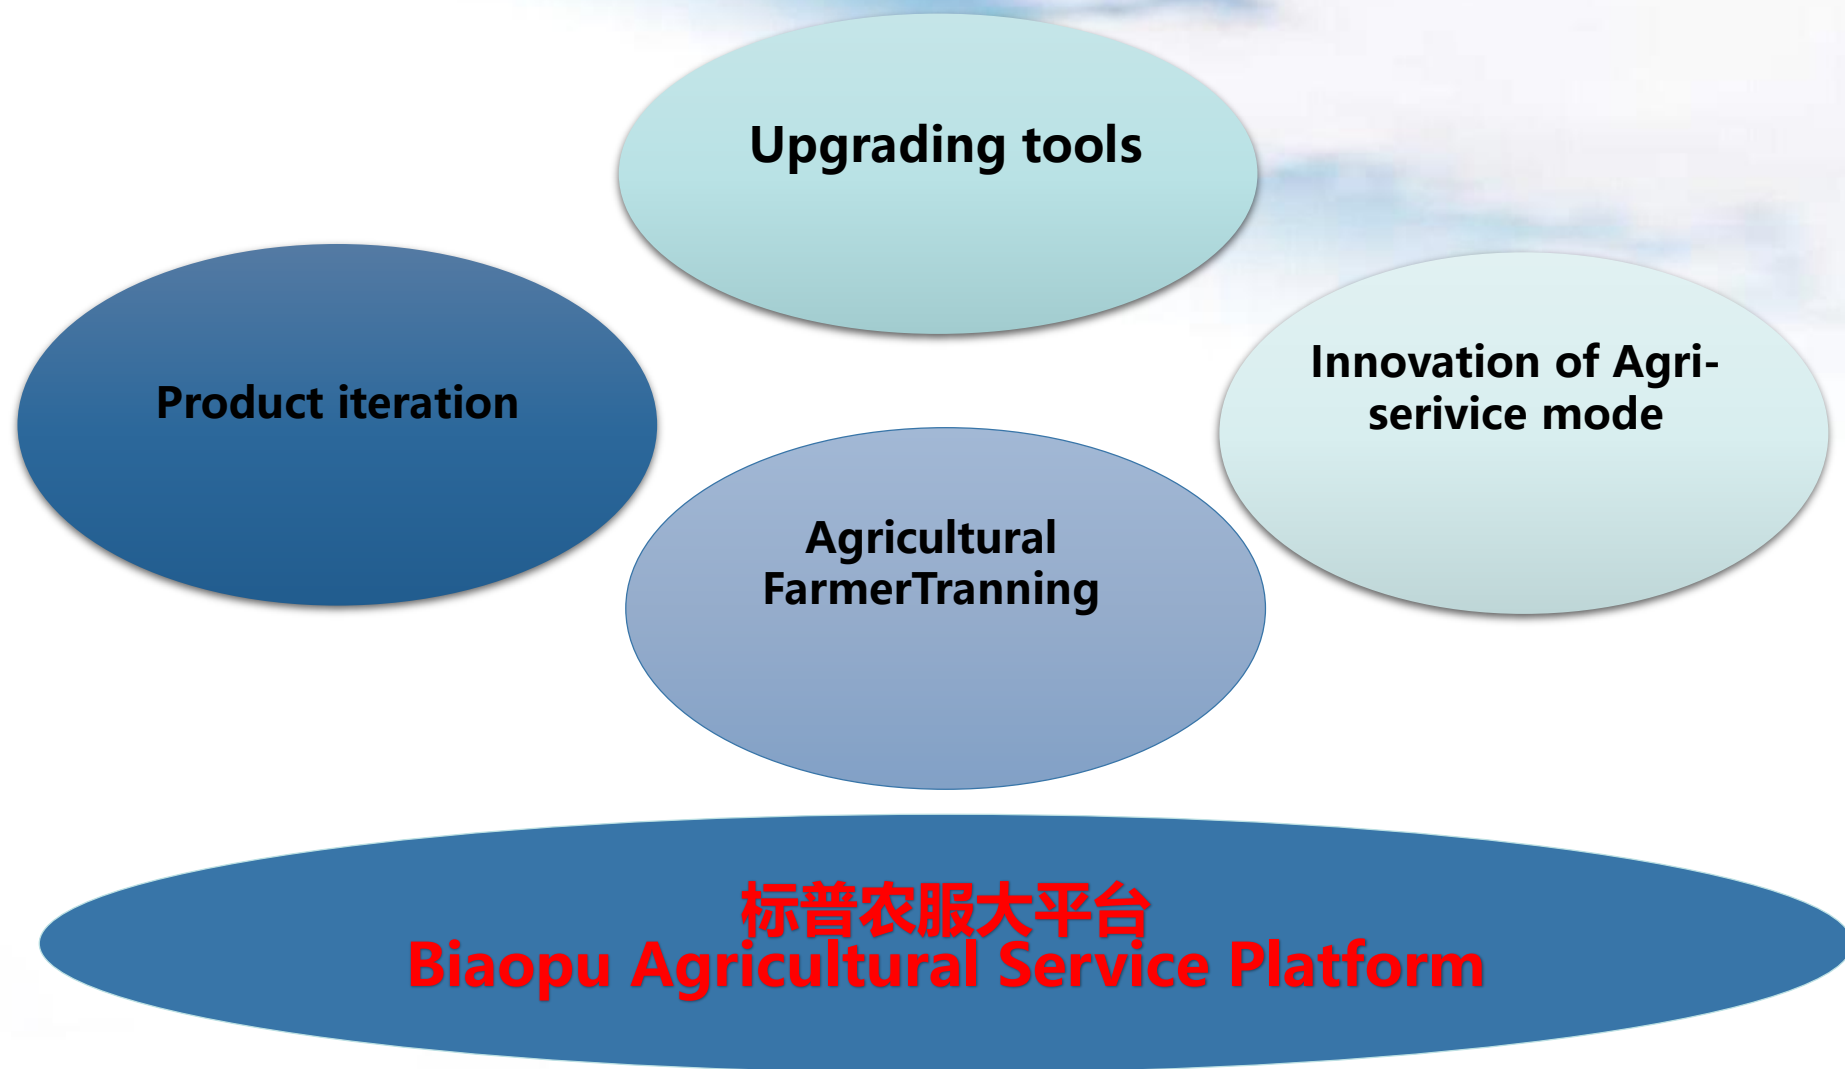 Upgrading tools
Product iteration
Innovation of Agri-
serivice mode
Agricultural
FarmerTranning
标普农服大平台
Biaopu Agricultural Service Platform